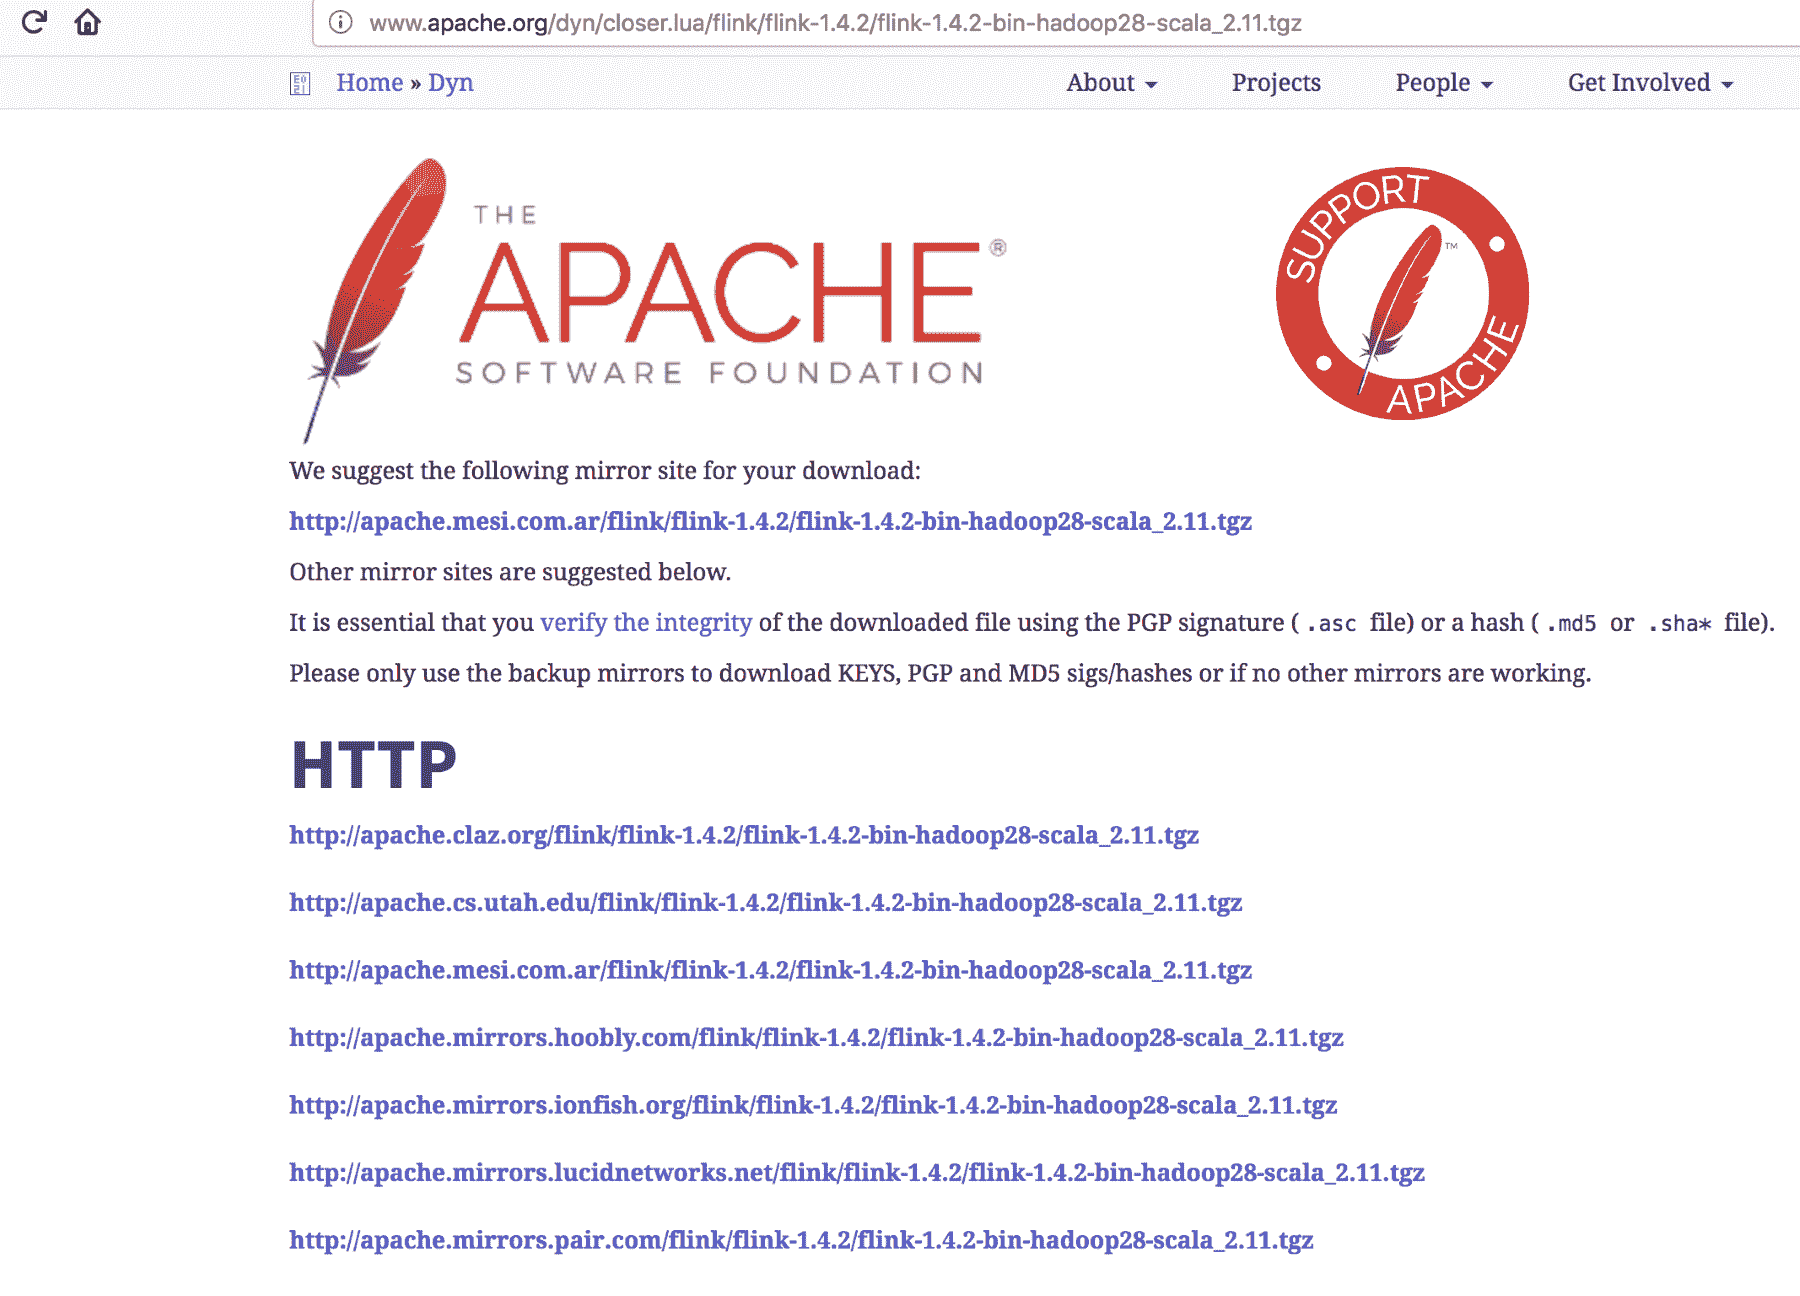 www.apache.org/dyn/closer.lua/flink/flink-1.4.2/flink-1.4.2-bin-hadoop28-scala_2.11.tgz
Home » Dyn About Projects People Get Involved
THE
APACHE®
SOFTWARE FOUNDATION
SUPPORT
™
APACHE
We suggest the following mirror site for your download:
http://apache.mesi.com.ar/flink/flink-1.4.2/flink-1.4.2-bin-hadoop28-scala_2.11.tgz
Other mirror sites are suggested below.
It is essential that you verify the integrity of the downloaded file using the PGP signature ( .asc file) or a hash ( .md5 or .sha* file).
Please only use the backup mirrors to download KEYS, PGP and MD5 sigs/hashes or if no other mirrors are working.
HTTP
http://apache.claz.org/flink/flink-1.4.2/flink-1.4.2-bin-hadoop28-scala_2.11.tgz
http://apache.cs.utah.edu/flink/flink-1.4.2/flink-1.4.2-bin-hadoop28-scala_2.11.tgz
http://apache.mesi.com.ar/flink/flink-1.4.2/flink-1.4.2-bin-hadoop28-scala_2.11.tgz
http://apache.mirrors.hoobly.com/flink/flink-1.4.2/flink-1.4.2-bin-hadoop28-scala_2.11.tgz
http://apache.mirrors.ionfish.org/flink/flink-1.4.2/flink-1.4.2-bin-hadoop28-scala_2.11.tgz
http://apache.mirrors.lucidnetworks.net/flink/flink-1.4.2/flink-1.4.2-bin-hadoop28-scala_2.11.tgz
http://apache.mirrors.pair.com/flink/flink-1.4.2/flink-1.4.2-bin-hadoop28-scala_2.11.tgz